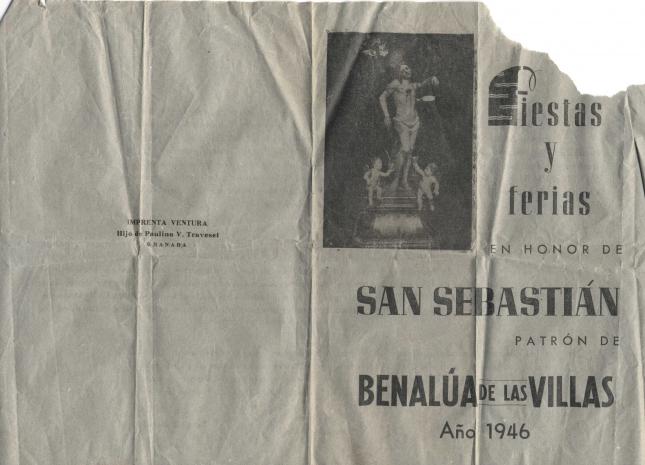 IMPRENTA VENTURA
Hijo de Paulino V. Traveset
GRANADA
Fiestas
y
ferias
EN HONOR DE
SAN SEBASTIÁN
PATRÓN DE
BENALÚA DE LAS VILLAS
Año 1946